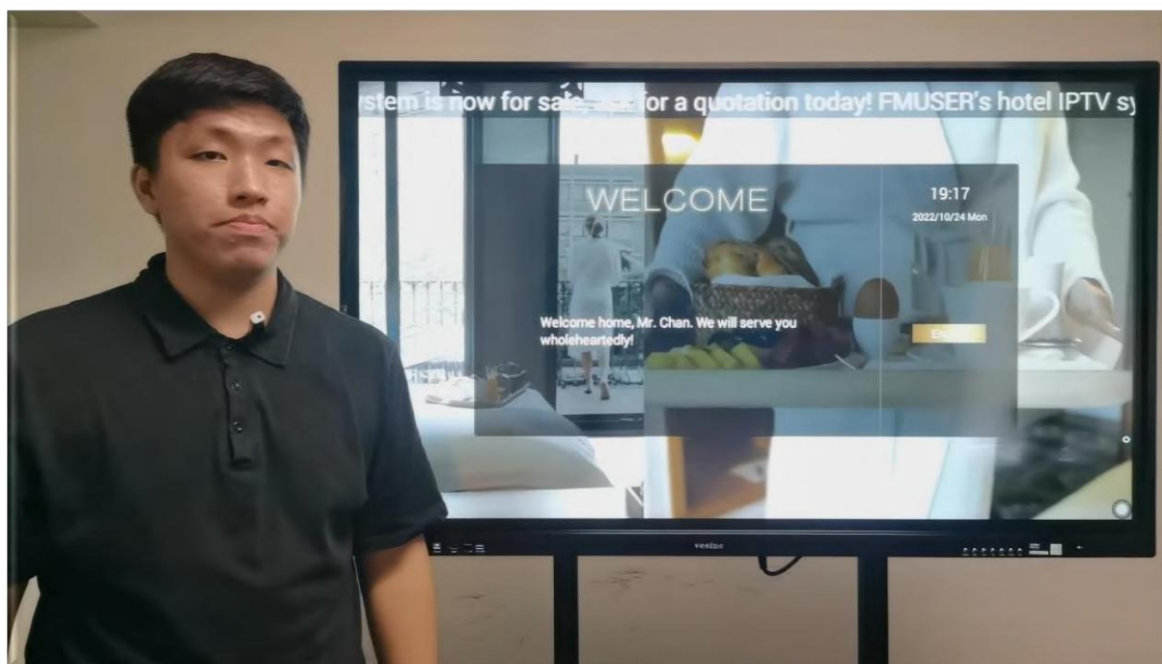 ystem is now for sale, ask for a quotation today! FMUSER's hotel IPTV sy
WELCOME
19:17
2022/10/24 Mon
Welcome home, Mr. Chan. We will serve you
wholeheartedly!